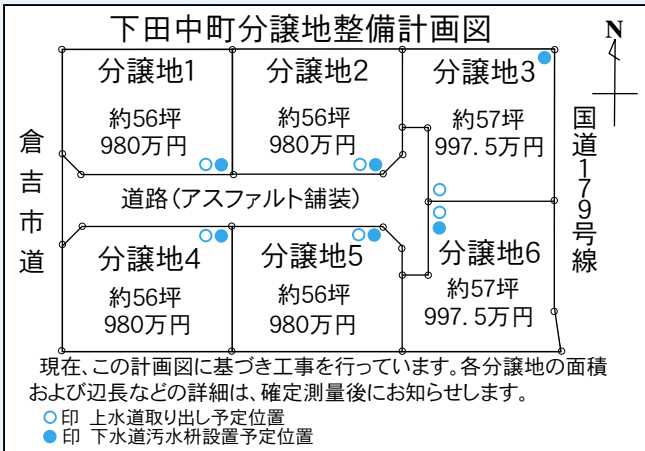 下田中町分譲地整備計画図
N
分譲地1
約56坪
980万円
分譲地2
約56坪
980万円
分譲地3
約57坪
997.5万円
倉吉市道
国道179号線
道路(アスファルト舗装)
分譲地4
約56坪
980万円
分譲地5
約56坪
980万円
分譲地6
約57坪
997.5万円
現在、この計画図に基づき工事を行っています。各分譲地の面積
および辺長などの詳細は、確定測量後にお知らせします。
○印 上水道取り出し予定位置
●印 下水道汚水枡設置予定位置